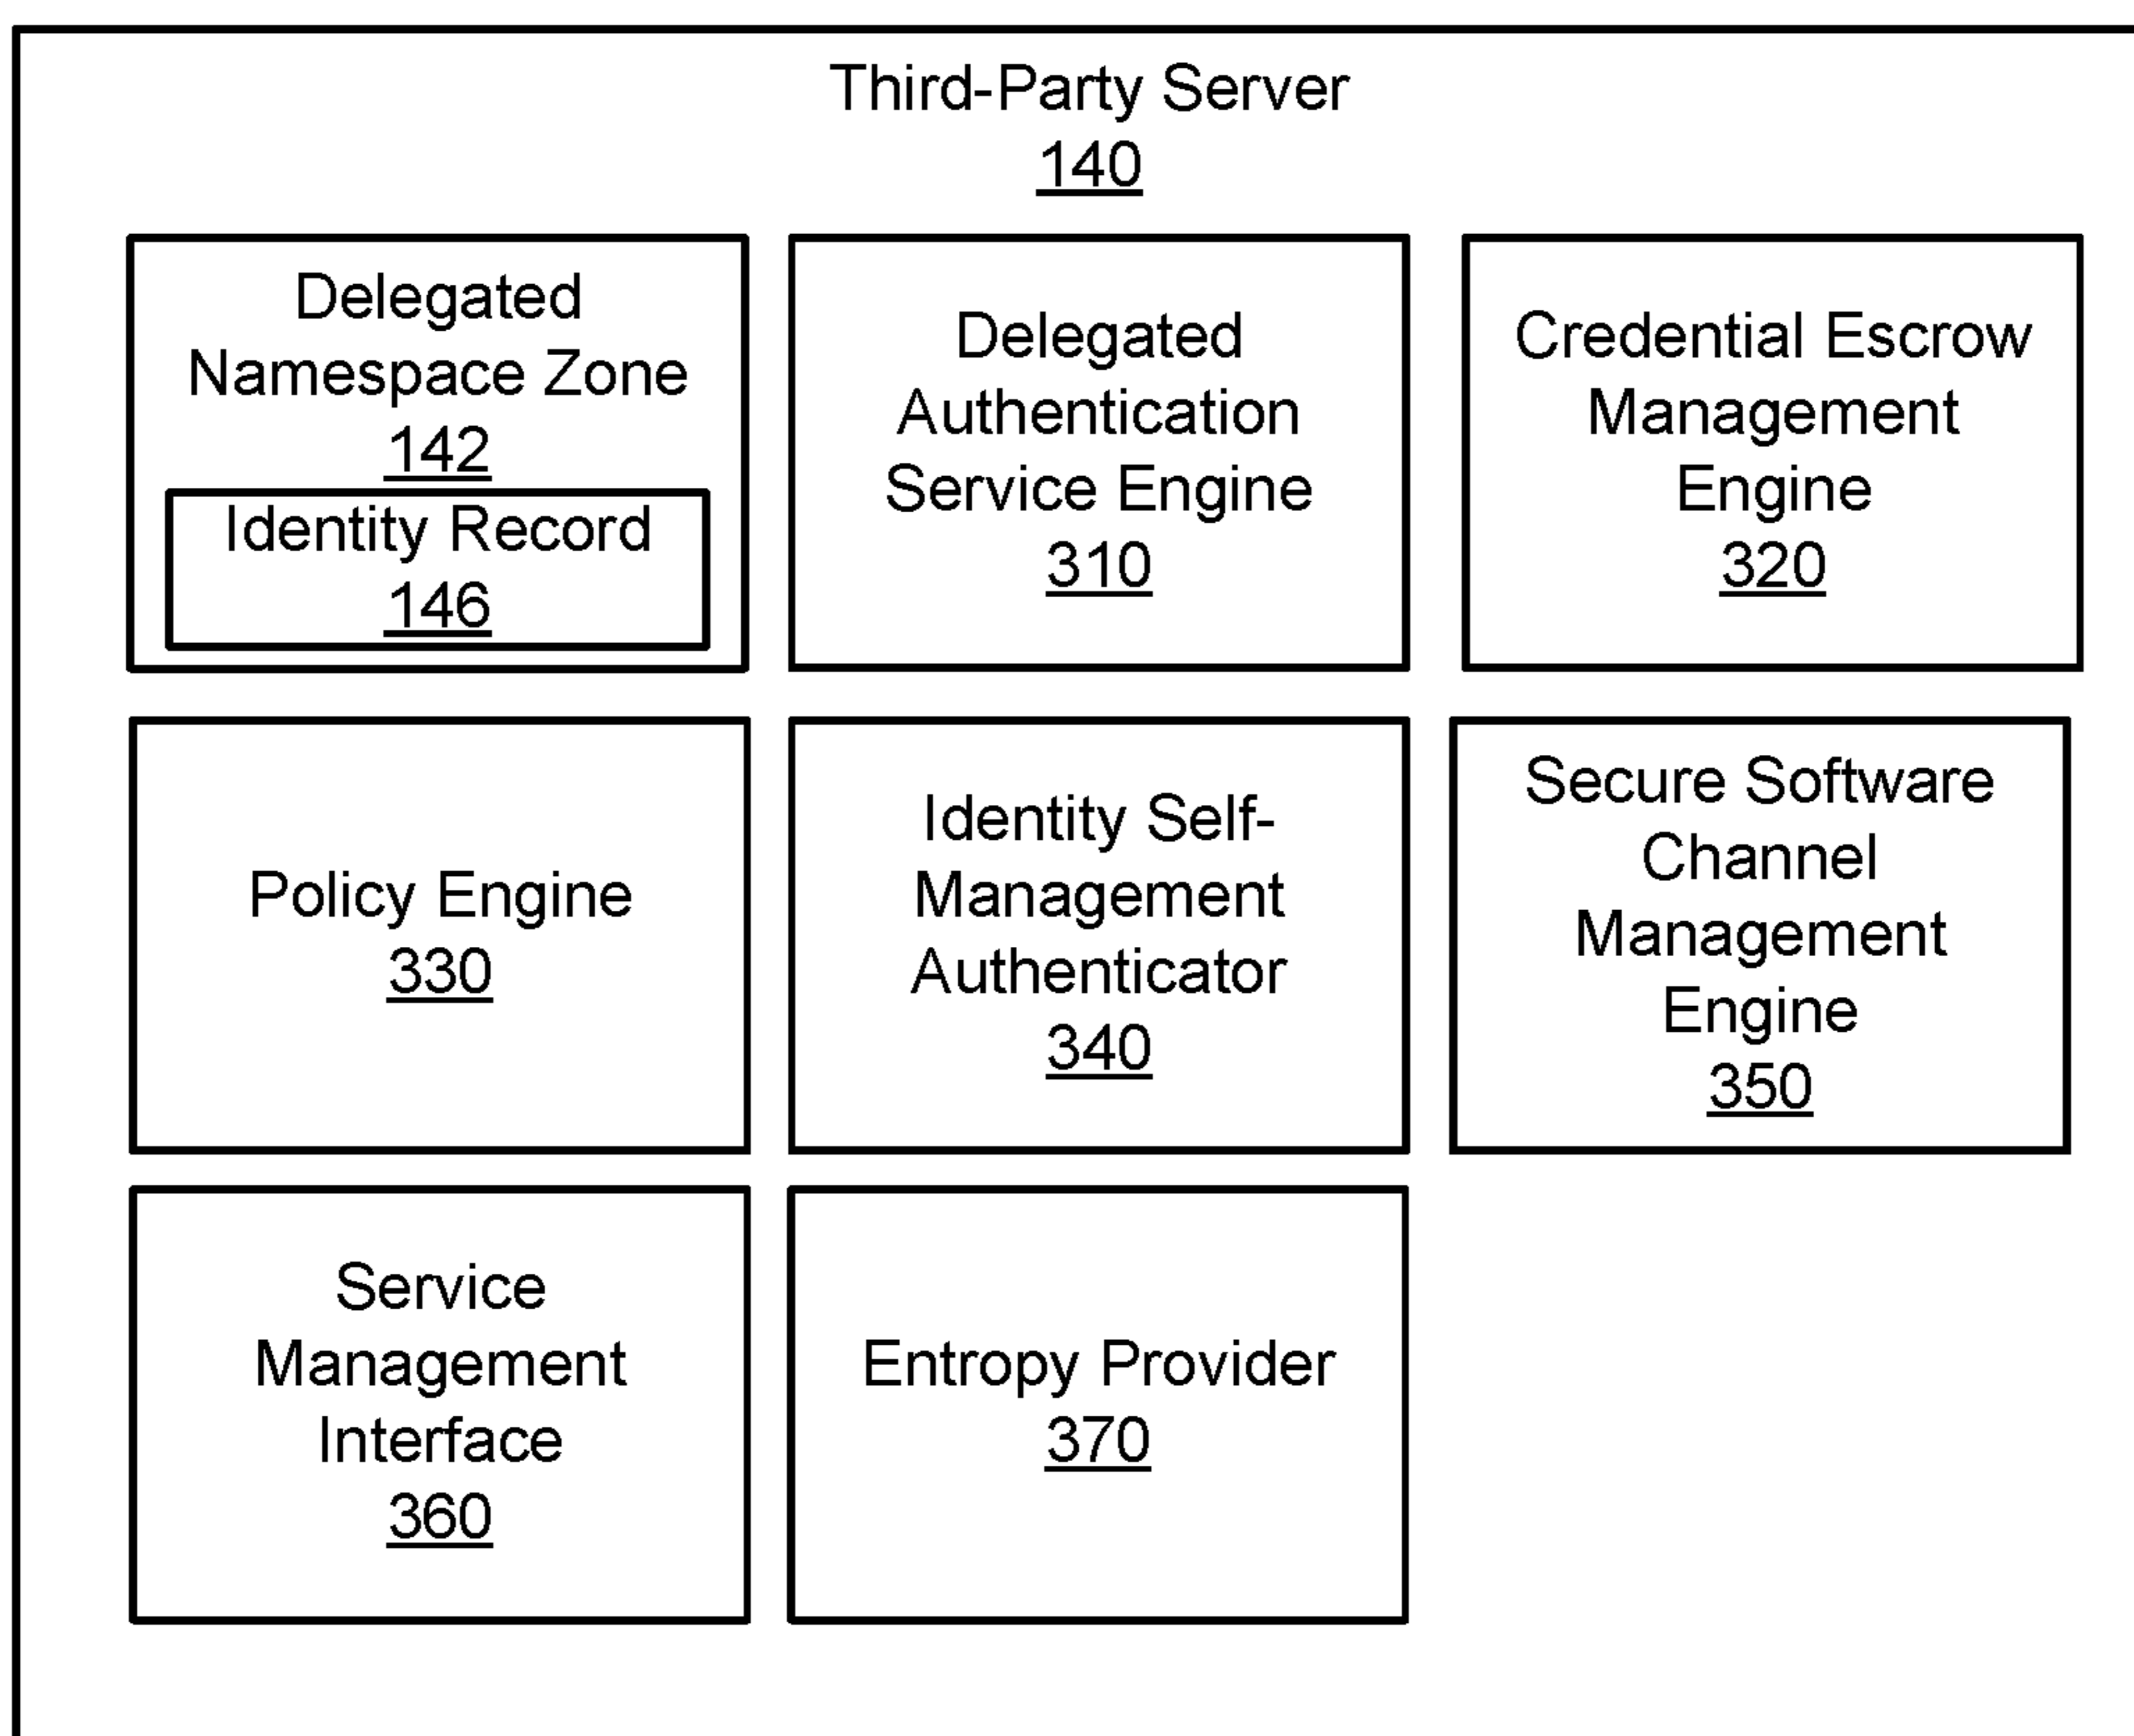 Third-Party Server
140
Delegated
Namespace Zone
142
Identity Record
146
Delegated
Authentication
Service Engine
310
Credential Escrow
Management
Engine
320
Policy Engine
330
Identity Self-
Management
Authenticator
340
Secure Software
Channel
Management
Engine
350
Service
Management
Interface
360
Entropy Provider
370